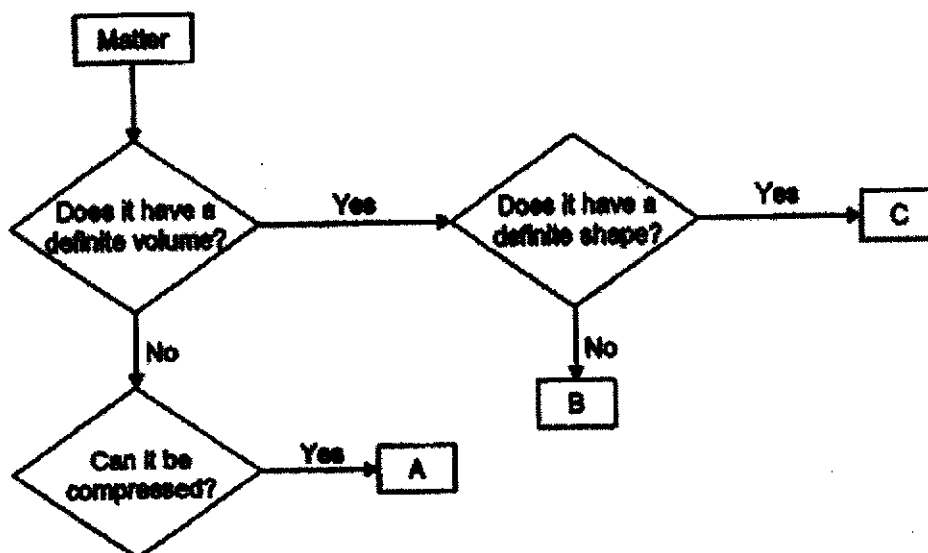 Matter
Does it have a
definite volume?
Yes
Does it have a
definite shape?
Yes
C
No
No
B
Can it be
compressed?
Yes
A